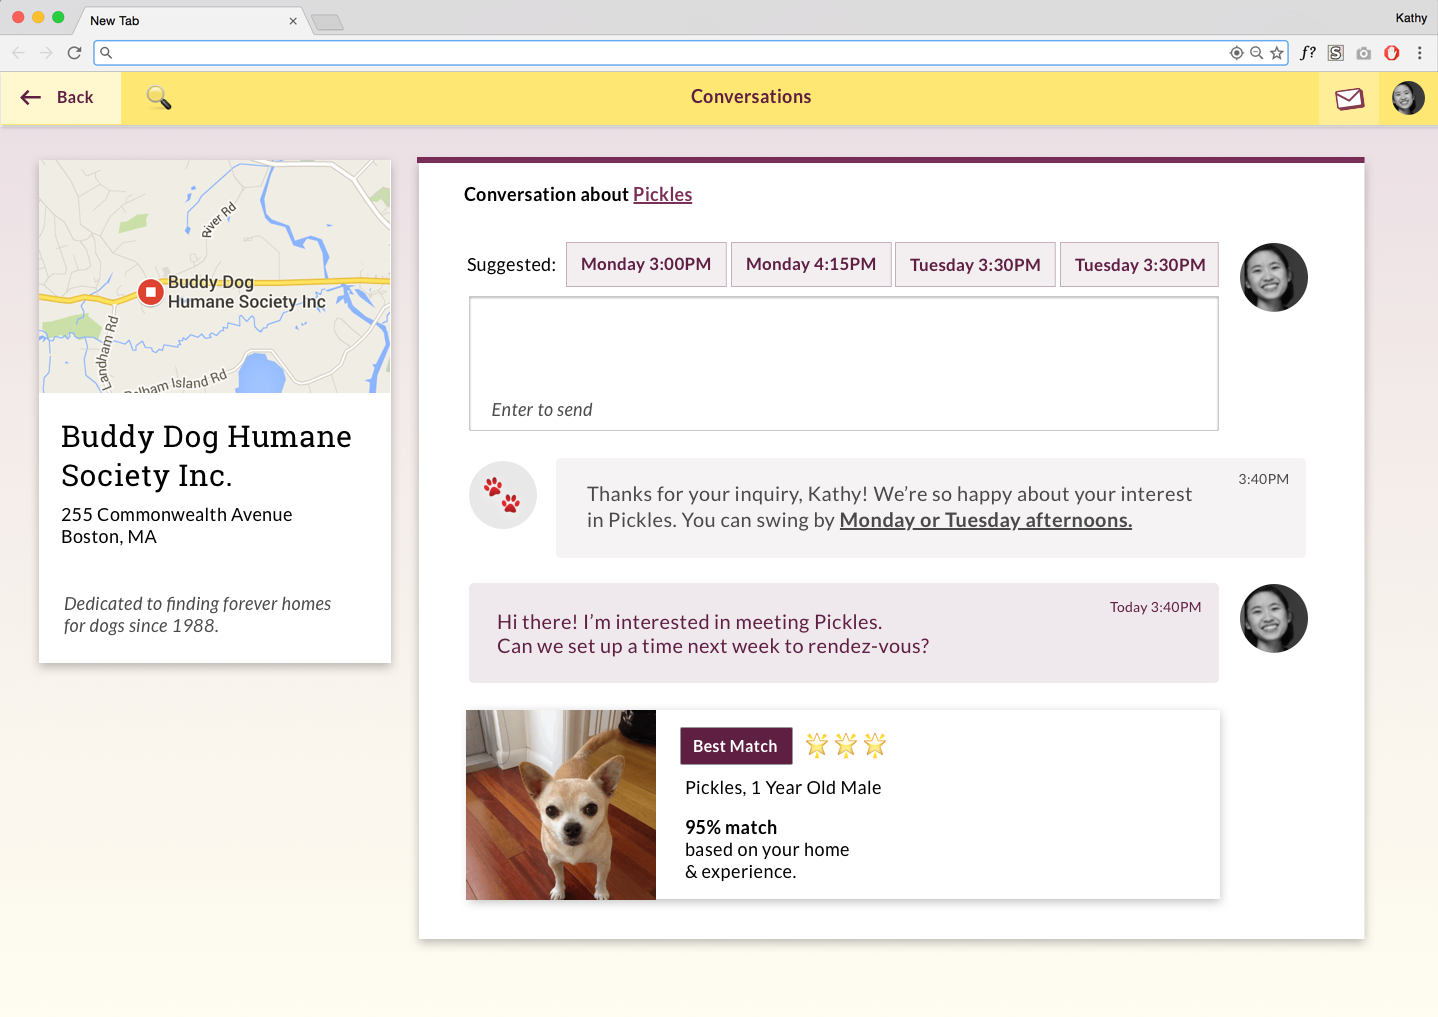 New Tab
Kathy
f?
S
Back
Conversations
River Rd
Buddy Dog
Humane Society Inc
Landham Rd
Pelham Island Rd
Buddy Dog Humane
Society Inc.
255 Commonwealth Avenue
Boston, MA
Dedicated to finding forever homes
for dogs since 1988.
Conversation about Pickles
Suggested: Monday 3:00PM Monday 4:15PM Tuesday 3:30PM Tuesday 3:30PM
Enter to send
3:40PM
Thanks for your inquiry, Kathy! We’re so happy about your interest
in Pickles. You can swing by Monday or Tuesday afternoons.
Today 3:40PM
Hi there! I’m interested in meeting Pickles.
Can we set up a time next week to rendez-vous?
Best Match
Pickles, 1 Year Old Male
95% match
based on your home
& experience.